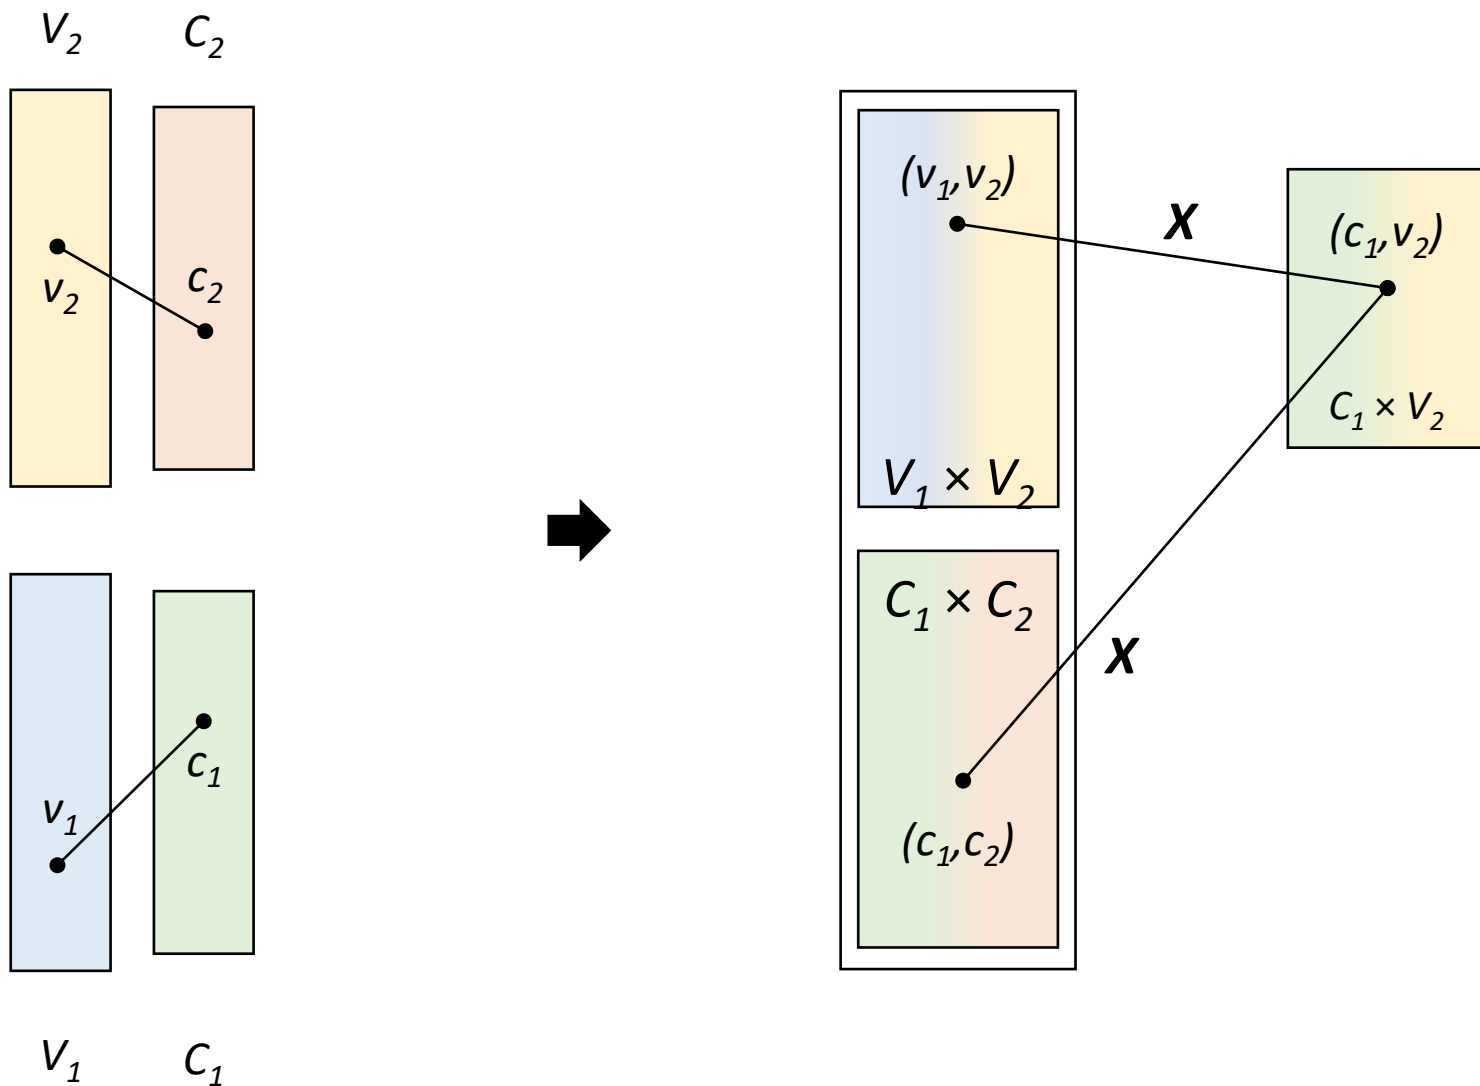 V₂ C₂
v₂
c₂
v₁
c₁
V₁ C₁
(v₁,v₂)
V₁ × V₂
C₁ × C₂
(c₁,c₂)
X
X
(c₁,v₂)
C₁ × V₂